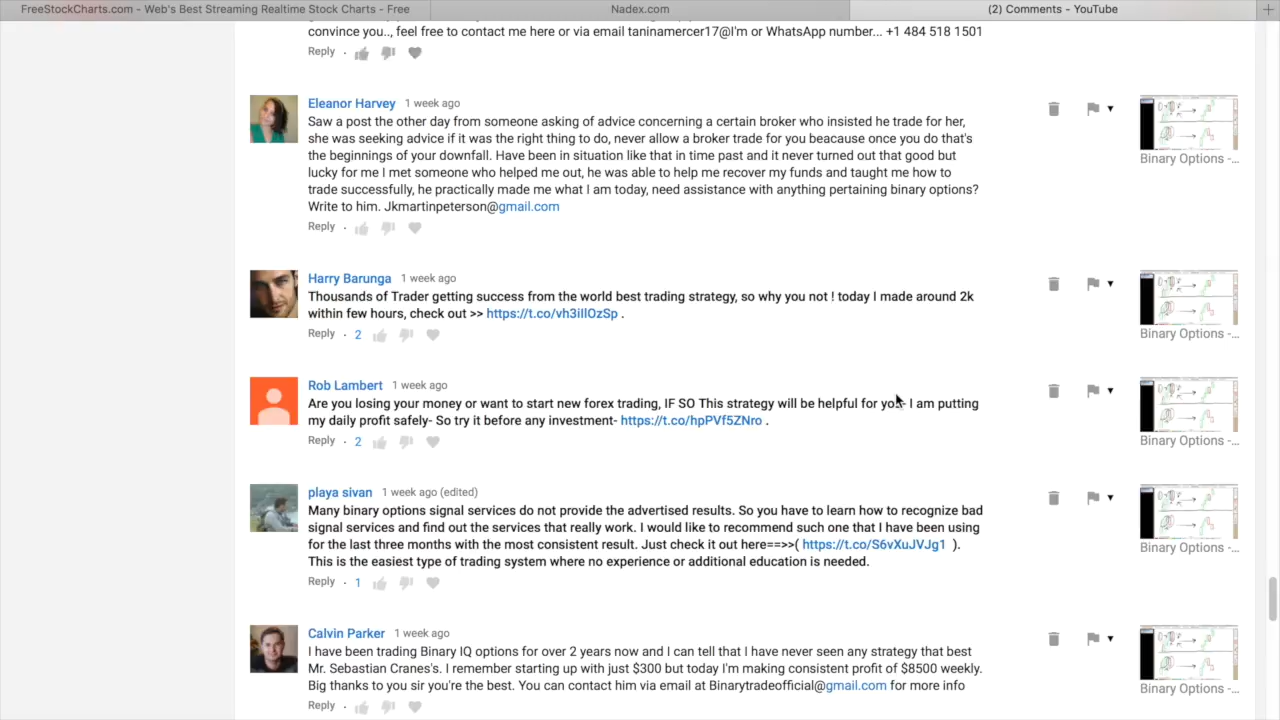 FreeStockCharts.com - Web's Best Streaming Realtime Stock Charts - Free
Nadex.com
(2) Comments - YouTube
convince you.., feel free to contact me here or via email taninamercer17@I'm or WhatsApp number... +1 484 518 1501
Reply
Eleanor Harvey 1 week ago
Saw a post the other day from someone asking of advice concerning a certain broker who insisted he trade for her,
she was seeking advice if it was the right thing to do, never allow a broker trade for you beacause once you do that's
the beginnings of your downfall. Have been in situation like that in time past and it never turned out that good but
lucky for me I met someone who helped me out, he was able to help me recover my funds and taught me how to
trade successfully, he practically made me what I am today, need assistance with anything pertaining binary options?
Write to him. Jkmartinpeterson@gmail.com
Reply
Binary Options -...
Harry Barunga 1 week ago
Thousands of Trader getting success from the world best trading strategy, so why you not ! today I made around 2k
within few hours, check out >> https://t.co/vh3iIlOzSp .
Reply · 2
Binary Options -...
Rob Lambert 1 week ago
Are you losing your money or want to start new forex trading, IF SO This strategy will be helpful for you- I am putting
my daily profit safely- So try it before any investment- https://t.co/hpPVf5ZNro .
Reply · 2
Binary Options -...
playa sivan 1 week ago (edited)
Many binary options signal services do not provide the advertised results. So you have to learn how to recognize bad
signal services and find out the services that really work. I would like to recommend such one that I have been using
for the last three months with the most consistent result. Just check it out here==>>( https://t.co/S6vXuJVJg1 ).
This is the easiest type of trading system where no experience or additional education is needed.
Reply · 1
Binary Options -...
Calvin Parker 1 week ago
I have been trading Binary IQ options for over 2 years now and I can tell that I have never seen any strategy that best
Mr. Sebastian Cranes's. I remember starting up with just $300 but today I'm making consistent profit of $8500 weekly.
Big thanks to you sir you're the best. You can contact him via email at Binarytradeofficial@gmail.com for more info
Reply
Binary Options -...